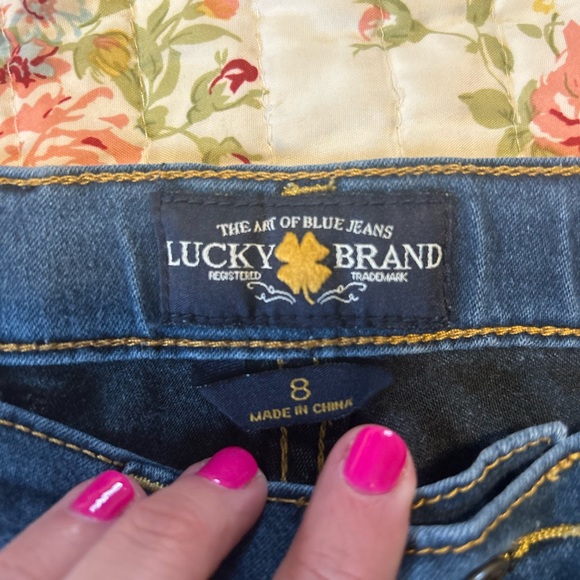 THE ART OF BLUE JEANS
LUCKY BRAND
REGISTERED TRADEMARK
8
MADE IN CHINA